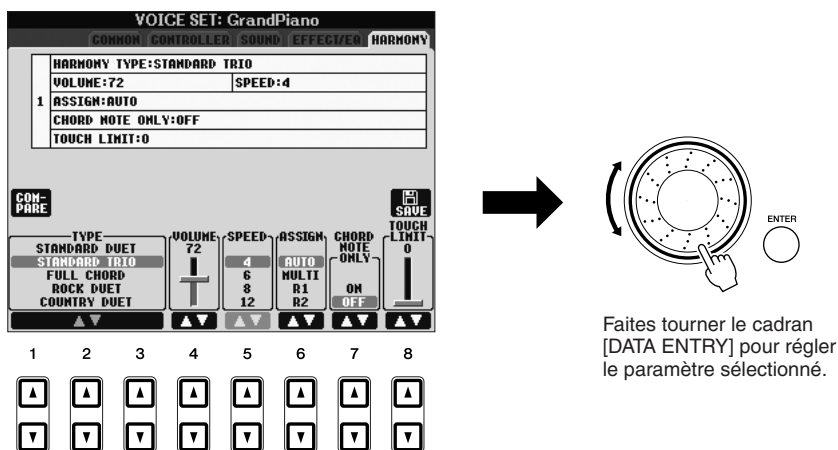 VOICE SET: GrandPiano
COMMON CONTROLLER SOUND EFFECT/EQ HARMONY
HARMONY TYPE:STANDARD TRIO
VOLUME:72 SPEED:4
1 ASSIGN:AUTO
CHORD NOTE ONLY:OFF
TOUCH LIMIT:0
COM-
PARE
SAVE
TYPE VOLUME SPEED ASSIGN CHORD NOTE ONLY TOUCH LIMIT
STANDARD DUET 72 0
STANDARD TRIO 4 AUTO
FULL CHORD 6 MULTI
ROCK DUET 8 R1 ON
COUNTRY DUET 12 R2 OFF
1 2 3 4 5 6 7 8
ENTER
Faites tourner le cadran
[DATA ENTRY] pour régler
le paramètre sélectionné.